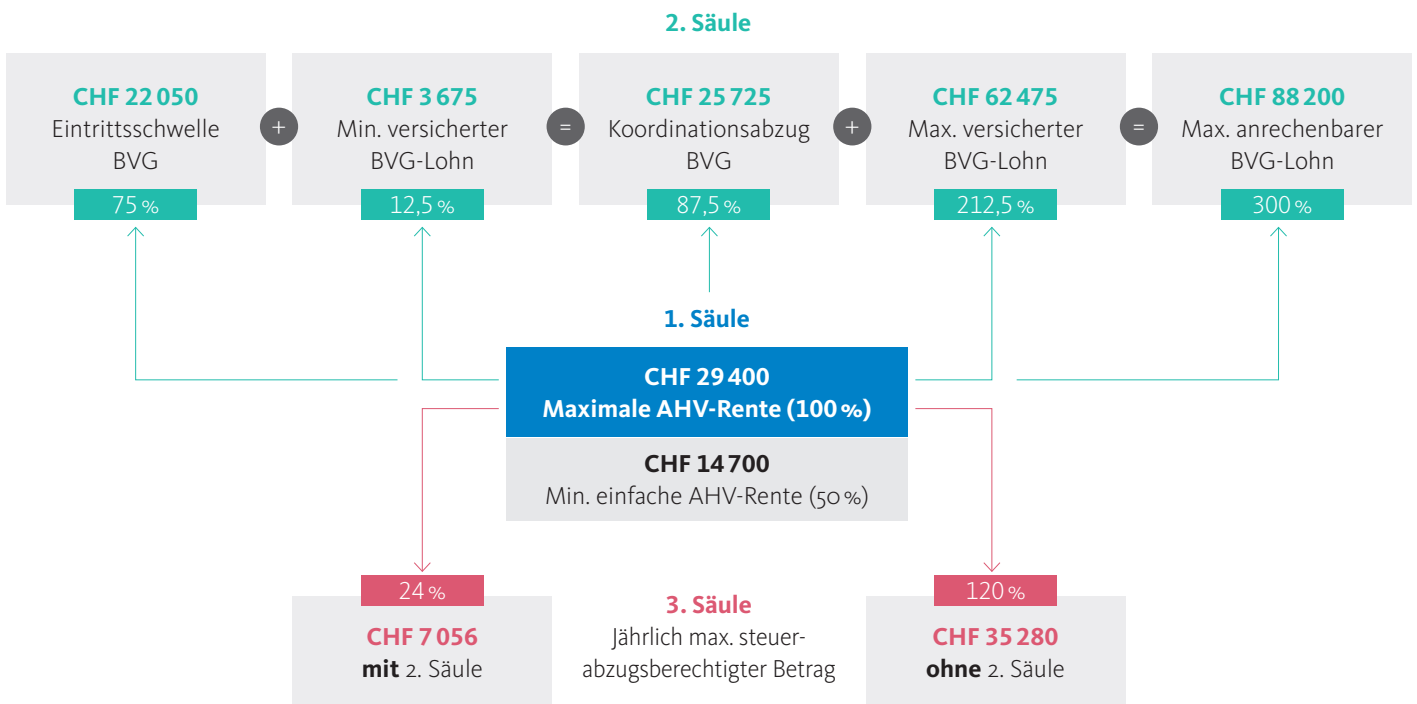 2. Säule
CHF 22 050
Eintrittsschwelle
BVG
75 %
+
CHF 3 675
Min. versicherter
BVG-Lohn
12,5 %
=
CHF 25 725
Koordinationsabzug
BVG
87,5 %
+
CHF 62 475
Max. versicherter
BVG-Lohn
212,5 %
=
CHF 88 200
Max. anrechenbarer
BVG-Lohn
300 %
1. Säule
CHF 29 400
Maximale AHV-Rente (100 %)
CHF 14 700
Min. einfache AHV-Rente (50 %)
24 %
CHF 7 056
mit 2. Säule
3. Säule
Jährlich max. steuer-
abzugsberechtigter Betrag
120 %
CHF 35 280
ohne 2. Säule